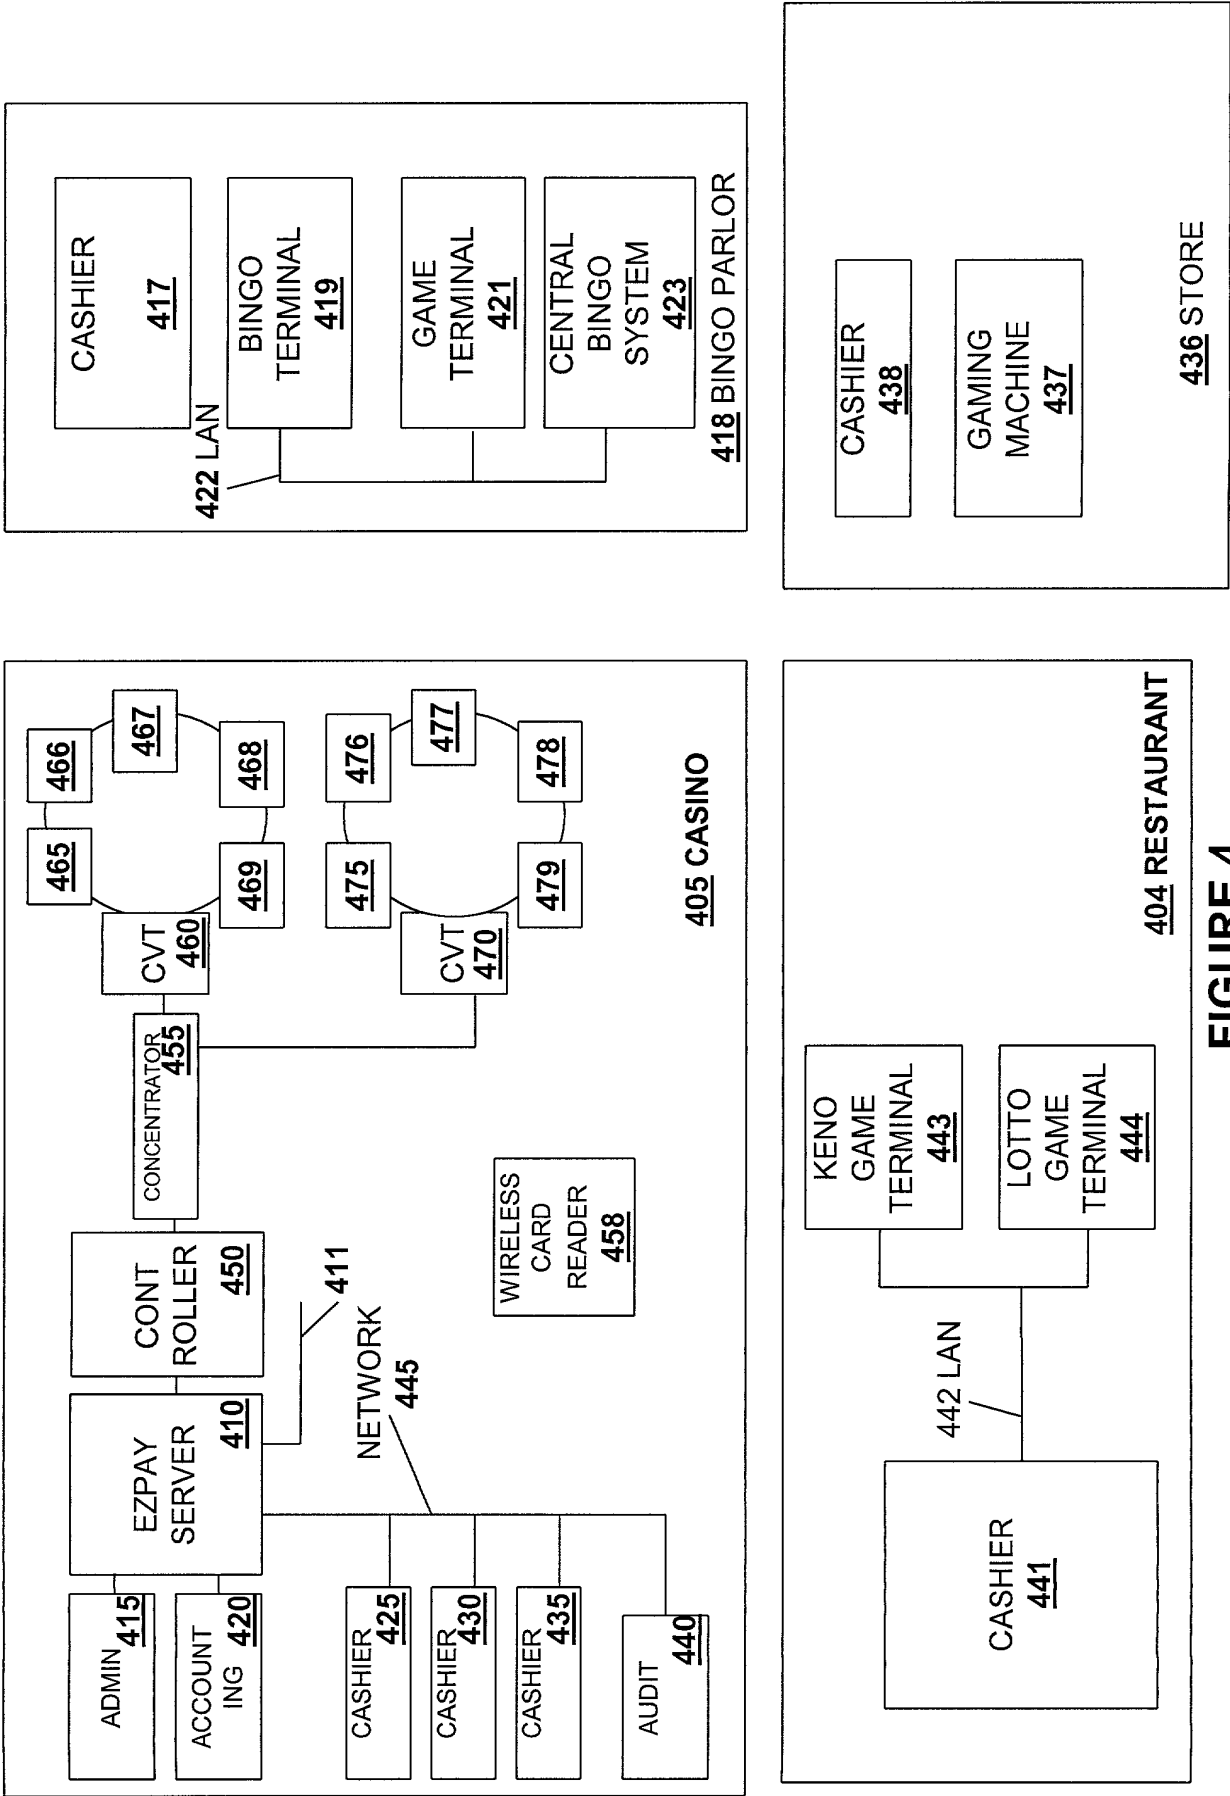 ADMIN
415
ACCOUNT
ING
420
EZPAY
SERVER
410
CONT
ROLLER
450
CONCENTRATOR
455
CVT
460
465
466
467
468
469
CVT
470
475
476
477
478
479
411
NETWORK
445
CASHIER
425
CASHIER
430
CASHIER
435
AUDIT
440
WIRELESS
CARD
READER
458
405 CASINO
CASHIER
417
422 LAN
BINGO
TERMINAL
419
GAME
TERMINAL
421
CENTRAL
BINGO
SYSTEM
423
418 BINGO PARLOR
CASHIER
441
442 LAN
KENO
GAME
TERMINAL
443
LOTTO
GAME
TERMINAL
444
404 RESTAURANT
CASHIER
438
GAMING
MACHINE
437
436 STORE
FIGURE 4